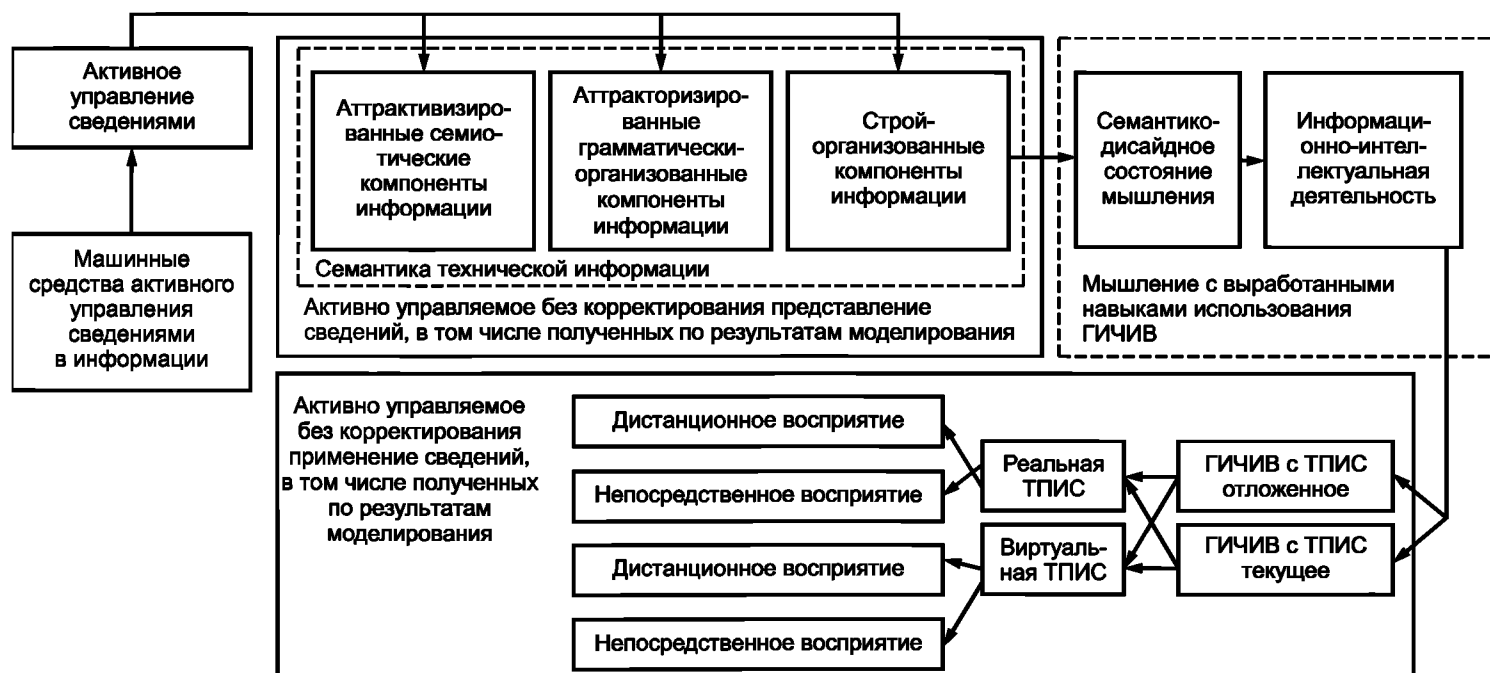 Активное
управление
сведениями
Машинные
средства активного
управления
сведениями
в информации
Аттрактивизиро-
ванные семио-
тические
компоненты
информации
Аттракторизиро-
ванные
грамматически-
организованные
компоненты
информации
Строй-
организованные
компоненты
информации
Семантика технической информации
Активно управляемое без корректирования представление
сведений, в том числе полученных по результатам моделирования
Семантико-
дисайдное
состояние
мышления
Информаци-
онно-интел-
лектуальная
деятельность
Мышление с выработанными
навыками использования
ГИЧИВ
Активно управляемое
без корректирования
применение сведений,
в том числе полученных
по результатам
моделирования
Дистанционное восприятие
Непосредственное восприятие
Дистанционное восприятие
Непосредственное восприятие
Реальная
ТПИС
Виртуаль-
ная ТПИС
ГИЧИВ с ТПИС
отложенное
ГИЧИВ с ТПИС
текущее